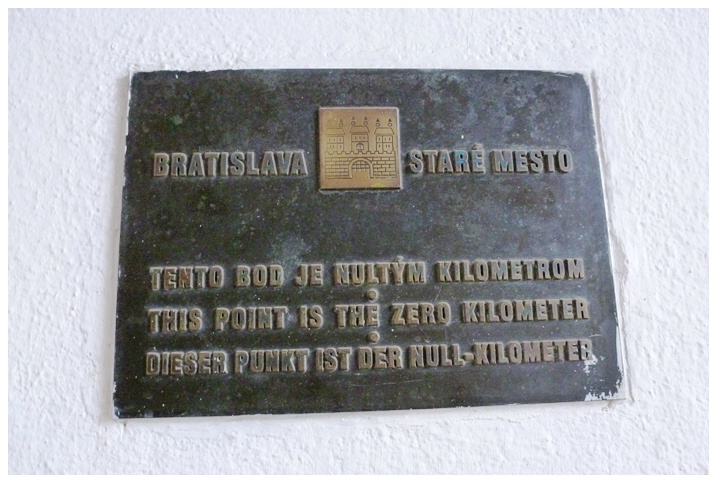 BRATISLAVA STARÉ MESTO
TENTO BOD JE NULTÝM KILOMETROM
THIS POINT IS THE ZERO KILOMETER
DIESER PUNKT IST DER NULL-KILOMETER